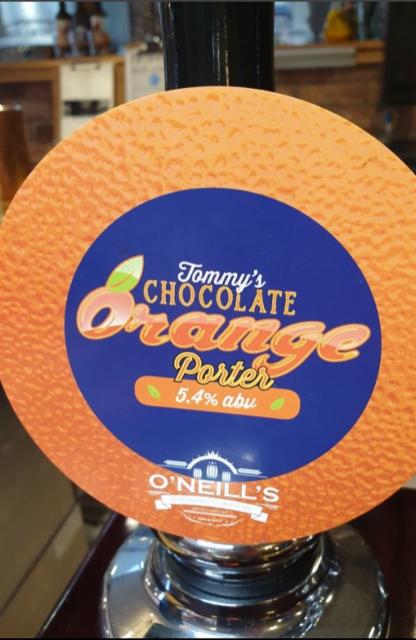 Tommy's
CHOCOLATE
Orange
Porter
5.4% abv
O'NEILL'S